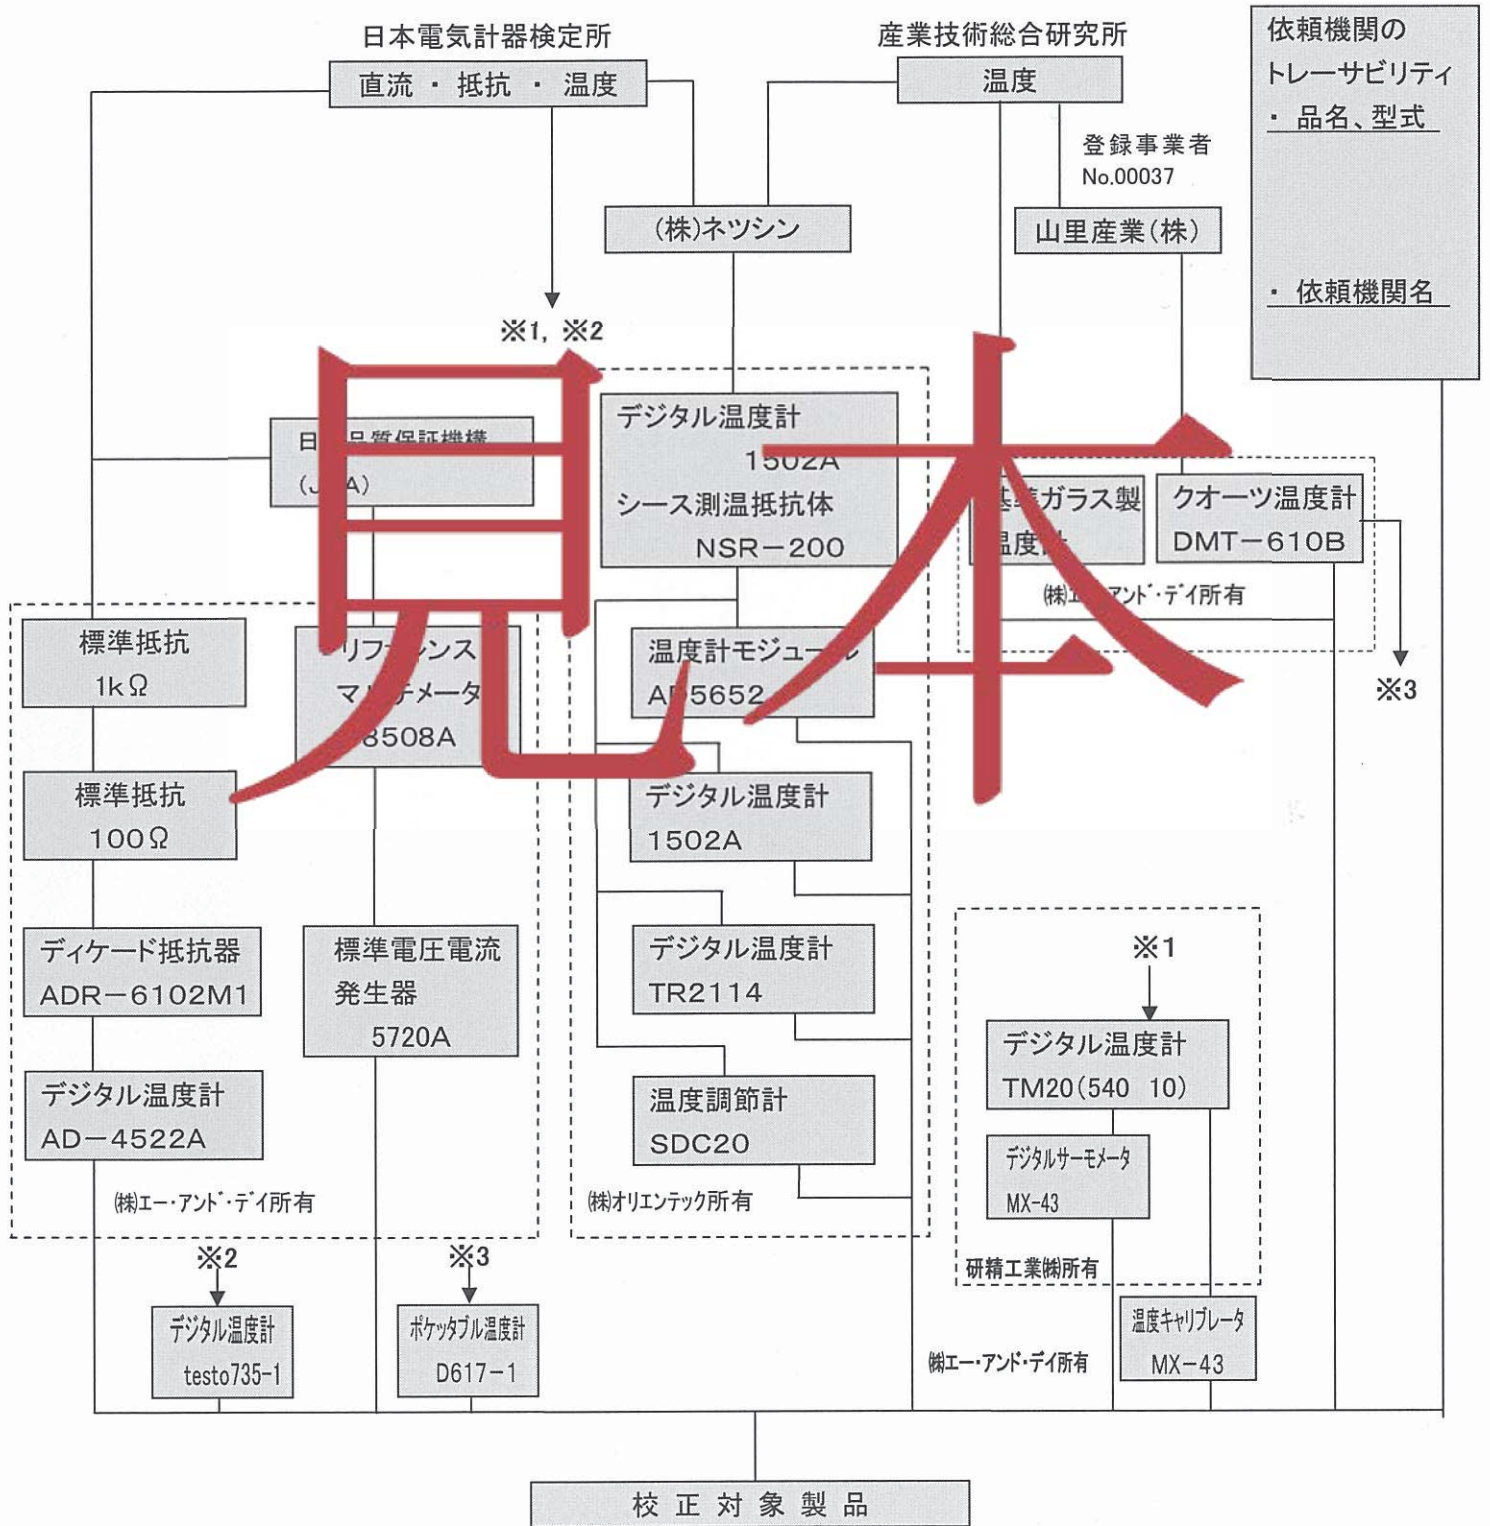 日本電気計器検定所
産業技術総合研究所
直流・抵抗・温度
温度
依頼機関の
トレーサビリティ
・ 品名、型式
・ 依頼機関名
登録事業者
No.00037
(株)ネツシン
山里産業(株)
※1, ※2
見本
デジタル温度計
1502A
シース測温抵抗体
NSR-200
クオーツ温度計
DMT-610B
ガラス製
※3
標準抵抗
1kΩ
標準抵抗
100Ω
ディケード抵抗器
ADR-6102M1
デジタル温度計
AD-4522A
8508A
標準電圧電流
発生器
5720A
㈱エー・アンド・デイ所有
温度計モジュール
デジタル温度計
1502A
デジタル温度計
TR2114
温度調節計
SDC20
㈱オリエンテック所有
※1
デジタル温度計
TM20(540 10)
デジタルサーモメータ
MX-43
研精工業㈱所有
※2
デジタル温度計
testo735-1
※3
ポケッタブル温度計
D617-1
㈱エー・アンド・デイ所有
温度キャリブレータ
MX-43
校正対象製品